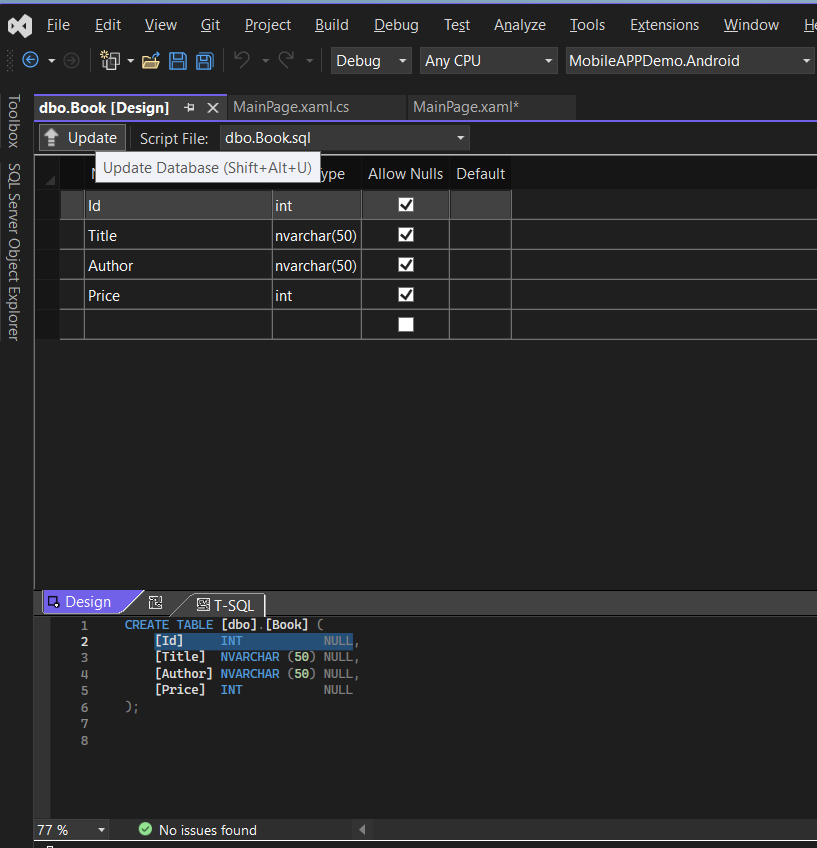 File Edit View Git Project Build Debug Test Analyze Tools Extensions Window
Debug Any CPU MobileAPPDemo.Android
dbo.Book [Design] MainPage.xaml.cs MainPage.xaml*
Toolbox
SQL Server Object Explorer
Update Script File: dbo.Book.sql
Update Database (Shift+Alt+U)
Allow Nulls Default
Id int
Title nvarchar(50)
Author nvarchar(50)
Price int
Design T-SQL
1 CREATE TABLE [dbo].[Book] (
2 [Id] INT NULL,
3 [Title] NVARCHAR (50) NULL,
4 [Author] NVARCHAR (50) NULL,
5 [Price] INT NULL
6 );
7
8
77 % No issues found